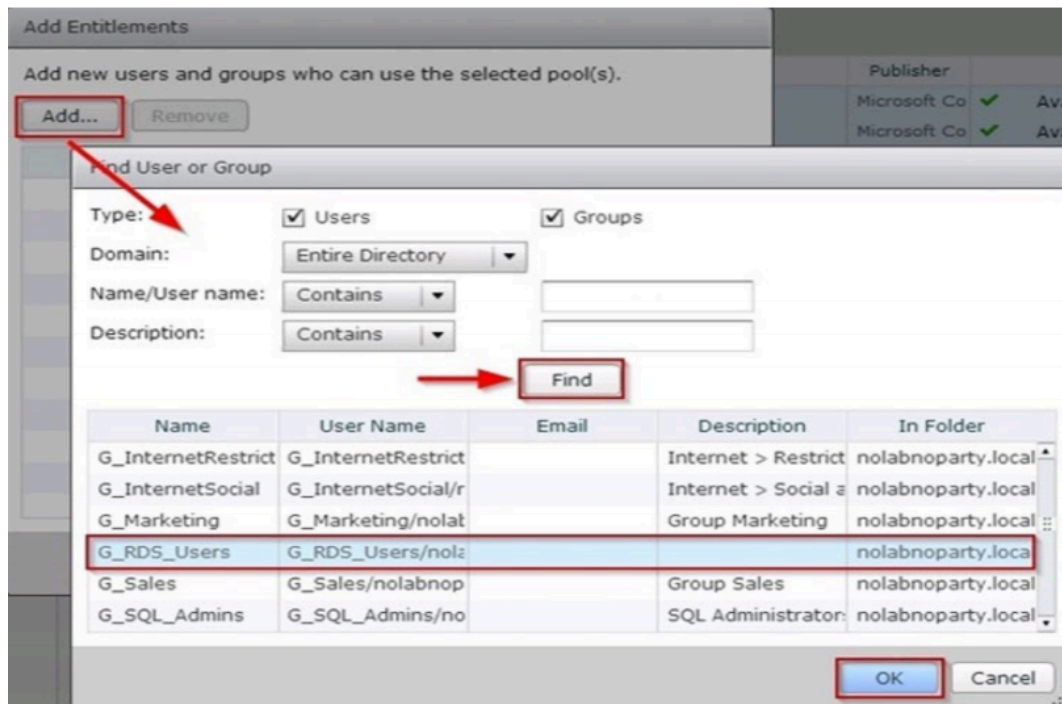 Add Entitlements
Add new users and groups who can use the selected pool(s).
Add... Remove
Publisher
Microsoft Co Av
Microsoft Co Av
Find User or Group
Type: Users Groups
Domain: Entire Directory
Name/User name: Contains
Description: Contains
Find
Name User Name Email Description In Folder
G_InternetRestrict G_InternetRestrict Internet > Restrict nolabnoparty.local
G_InternetSocial G_InternetSocial/r Internet > Social a nolabnoparty.local
G_Marketing G_Marketing/nolab Group Marketing nolabnoparty.local
G_RDS_Users G_RDS_Users/nola nolabnoparty.loca
G_Sales G_Sales/nolabnop Group Sales nolabnoparty.local
G_SQL_Admins G_SQL_Admins/no SQL Administrator nolabnoparty.local
OK Cancel